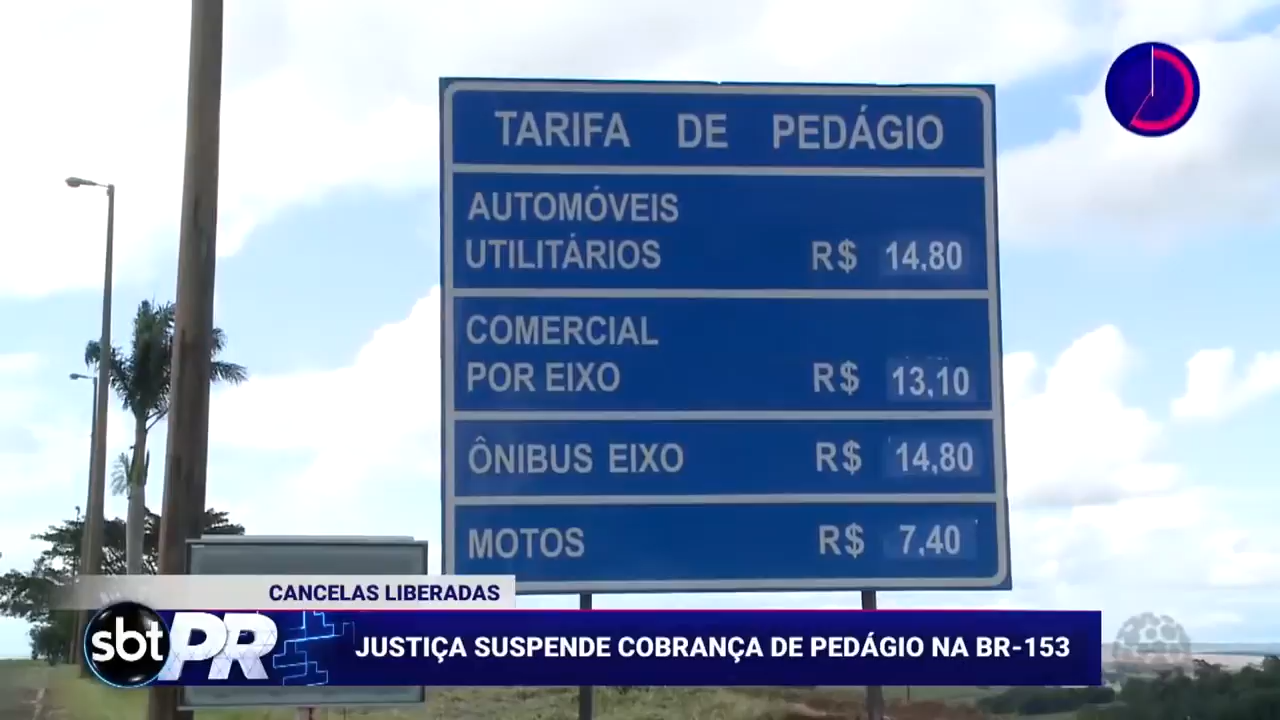 TARIFA DE PEDÁGIO
AUTOMÓVEIS
UTILITÁRIOS R$ 14,80
COMERCIAL
POR EIXO R$ 13,10
ÔNIBUS EIXO R$ 14,80
MOTOS R$ 7,40
CANCELAS LIBERADAS
sbt PR JUSTIÇA SUSPENDE COBRANÇA DE PEDÁGIO NA BR-153